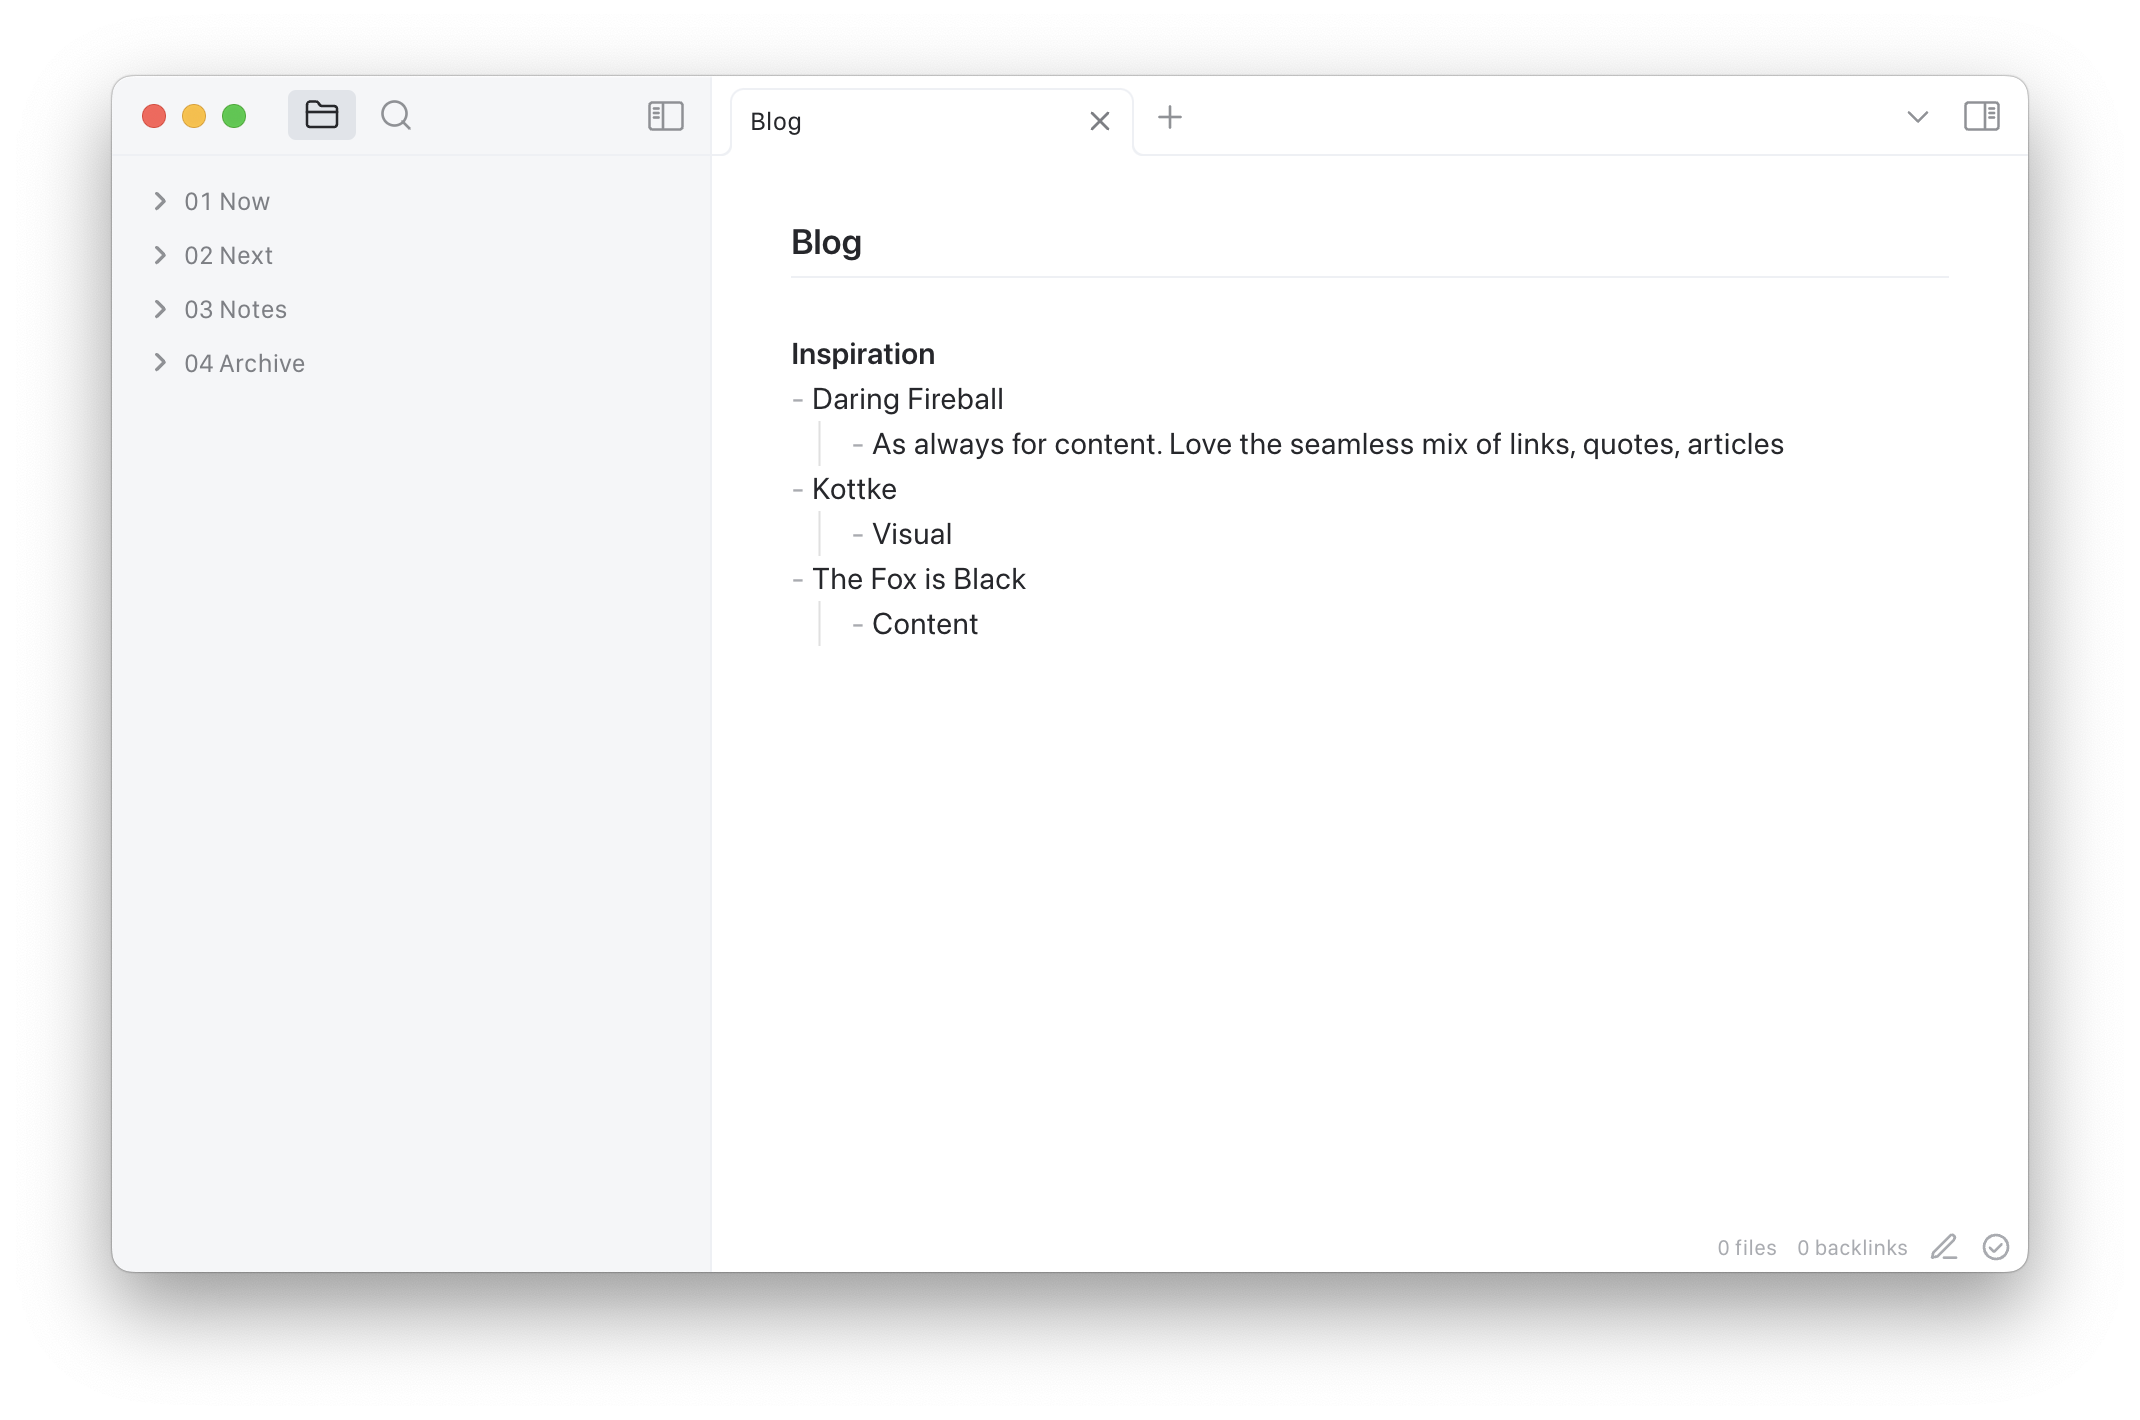 Blog
01 Now
02 Next
03 Notes
04 Archive
Blog
Inspiration
- Daring Fireball
- As always for content. Love the seamless mix of links, quotes, articles
- Kottke
- Visual
- The Fox is Black
- Content
0 files 0 backlinks